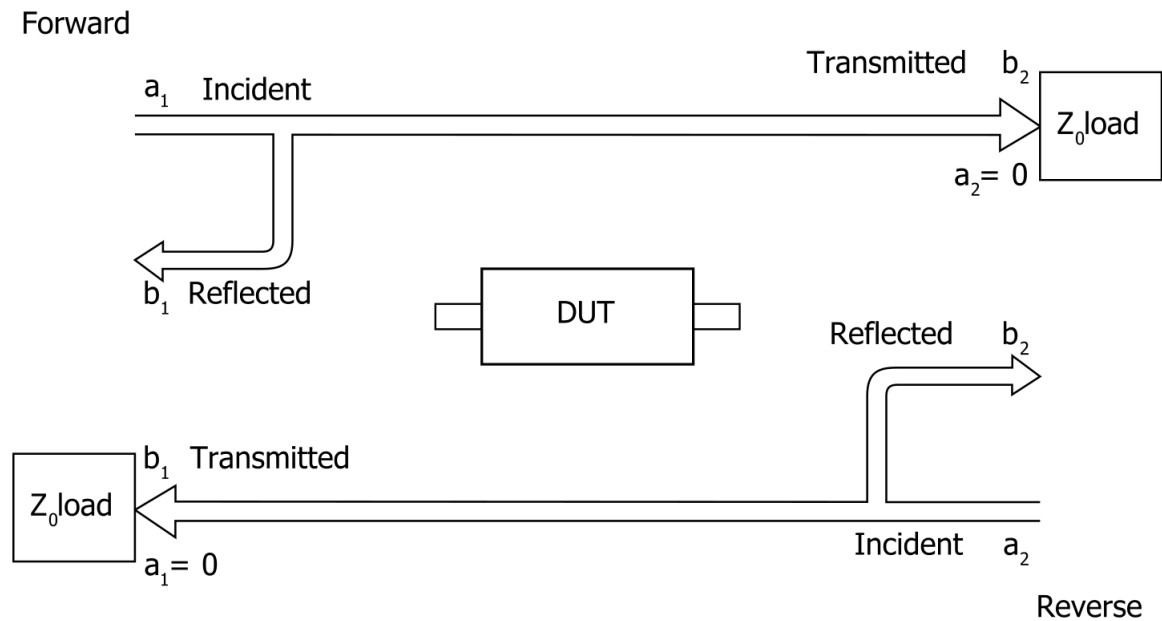 Forward
Transmitted b₂
a₁ Incident
Z₀load
a₂= 0
b₁ Reflected
DUT
Reflected b₂
b₁ Transmitted
Z₀load
Incident a₂
a₁= 0
Reverse